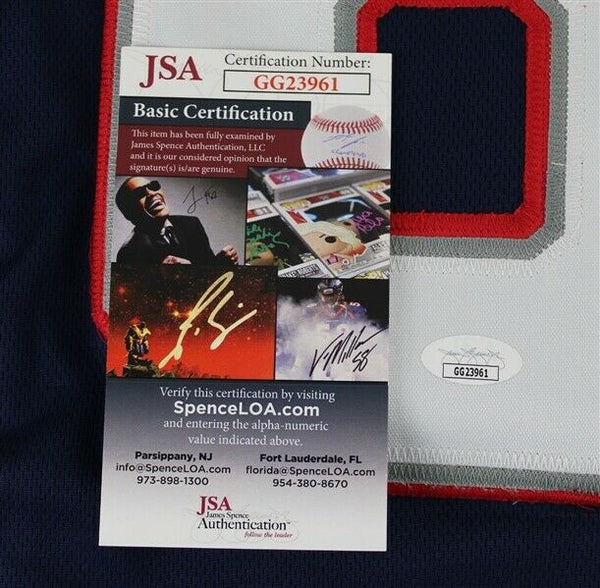 JSA
Certification Number:
GG23961
Basic Certification
This item has been fully examined by
James Spence Authentication, LLC
and it is our considered opinion that the
signature(s) is/are genuine.
V Miller 58
Verify this certification by visiting
SpenceLOA.com
and entering the alpha-numeric
value indicated above.
Parsippany, NJ
info@SpenceLOA.com
973-898-1300
Fort Lauderdale, FL
florida@SpenceLOA.com
954-380-8670
JSA
James Spence
Authentication
follow the leader
GG23961